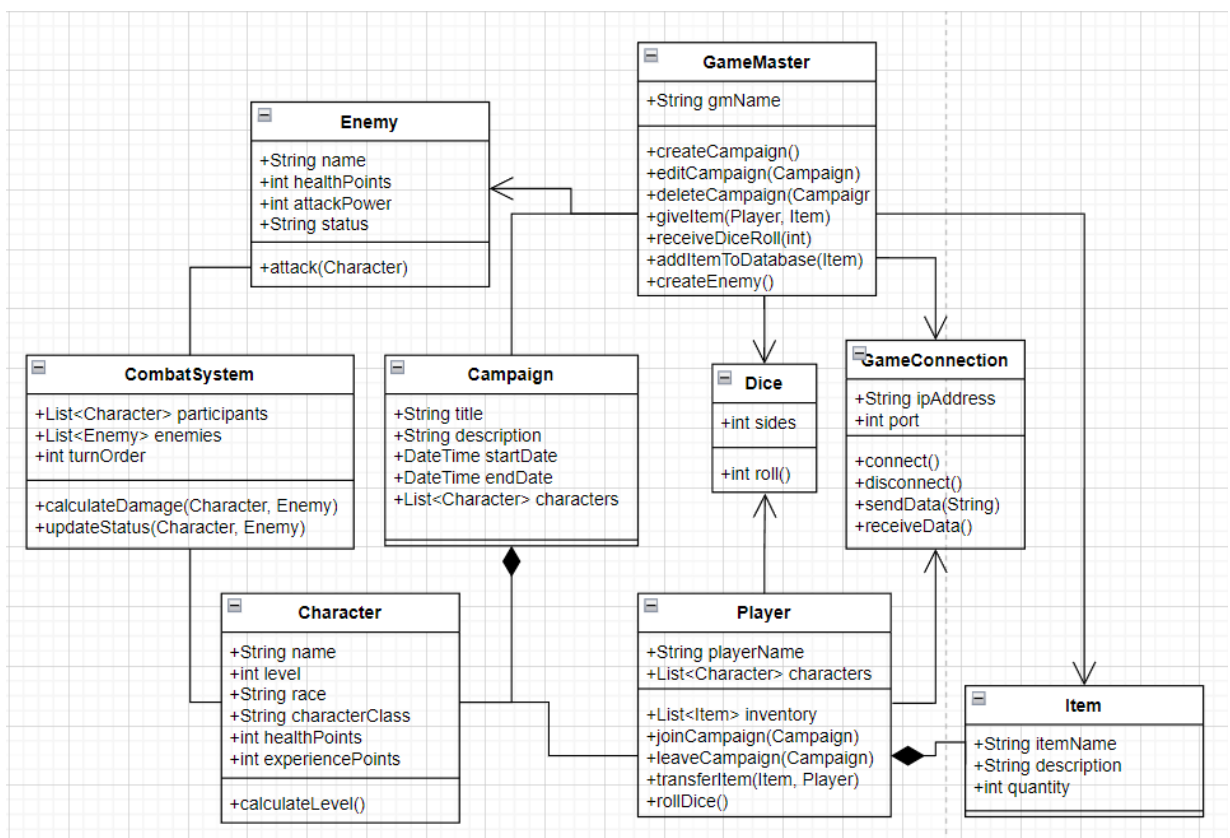 GameMaster
+String gmName
+createCampaign()
+editCampaign(Campaign)
+deleteCampaign(Campaigr
+giveItem(Player, Item)
+receiveDiceRoll(int)
+addItemToDatabase(Item)
+createEnemy()
Enemy
+String name
+int healthPoints
+int attackPower
+String status
+attack(Character)
CombatSystem
+List<Character> participants
+List<Enemy> enemies
+int turnOrder
+calculateDamage(Character, Enemy)
+updateStatus(Character, Enemy)
Campaign
+String title
+String description
+DateTime startDate
+DateTime endDate
+List<Character> characters
Dice
+int sides
+int roll()
GameConnection
+String ipAddress
+int port
+connect()
+disconnect()
+sendData(String)
+receiveData()
Character
+String name
+int level
+String race
+String characterClass
+int healthPoints
+int experiencePoints
+calculateLevel()
Player
+String playerName
+List<Character> characters
+List<Item> inventory
+joinCampaign(Campaign)
+leaveCampaign(Campaign)
+transferItem(Item, Player)
+rollDice()
Item
+String itemName
+String description
+int quantity